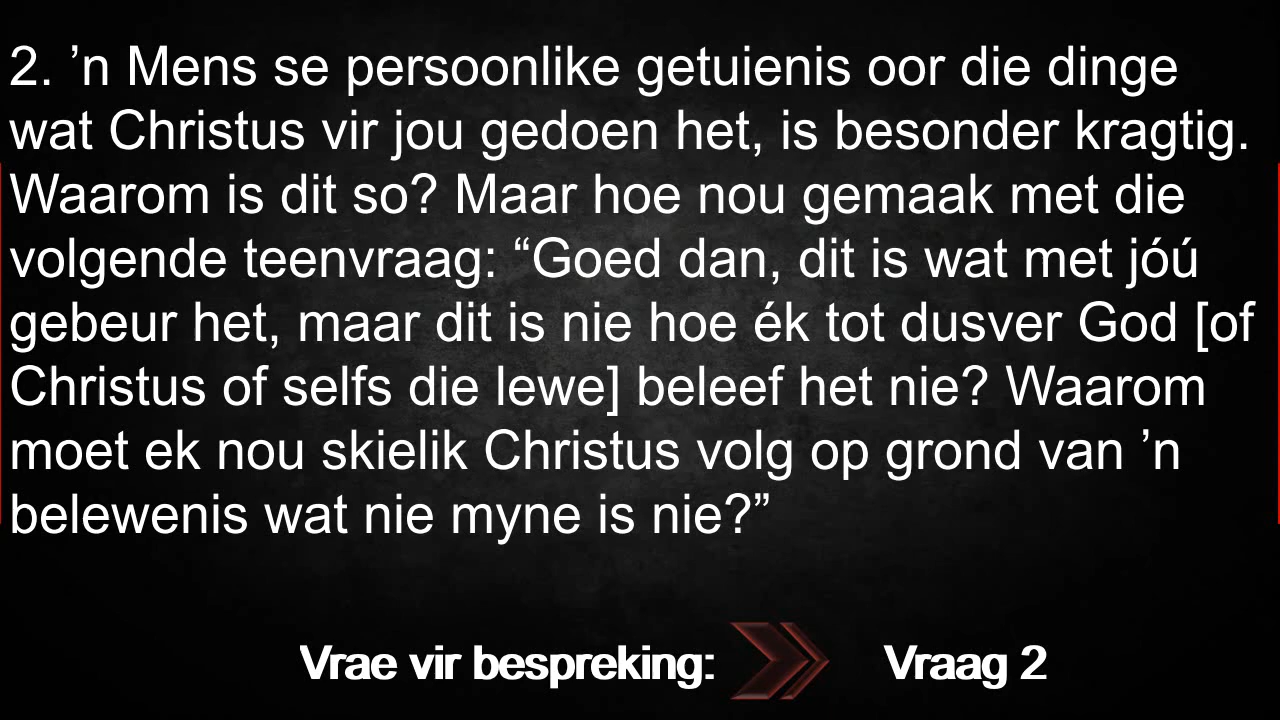 2. ’n Mens se persoonlike getuienis oor die dinge
wat Christus vir jou gedoen het, is besonder kragtig.
Waarom is dit so? Maar hoe nou gemaak met die
volgende teenvraag: “Goed dan, dit is wat met jóú
gebeur het, maar dit is nie hoe ék tot dusver God [of
Christus of selfs die lewe] beleef het nie? Waarom
moet ek nou skielik Christus volg op grond van ’n
belewenis wat nie myne is nie?”
Vrae vir bespreking: Vraag 2